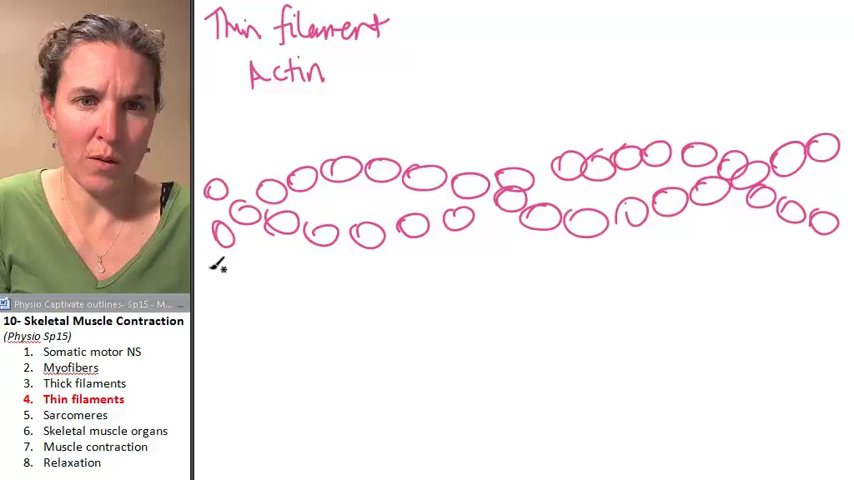 Thin filament
Actin
Physio Captivate outlines- Sp15 - M...
10- Skeletal Muscle Contraction
(Physio Sp15)
1. Somatic motor NS
2. Myofibers
3. Thick filaments
4. Thin filaments
5. Sarcomeres
6. Skeletal muscle organs
7. Muscle contraction
8. Relaxation